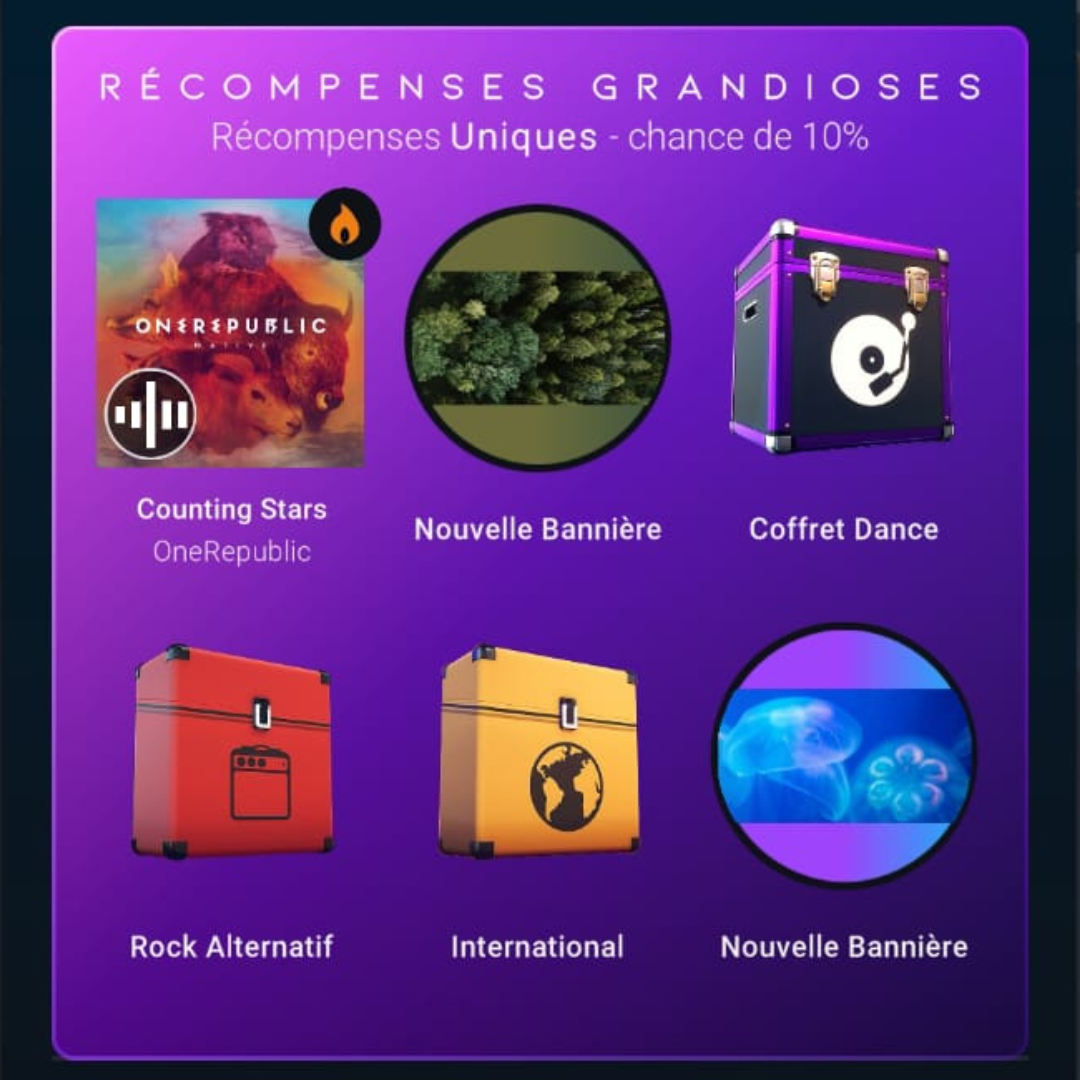 RÉCOMPENSES GRANDIOSES
Récompenses Uniques - chance de 10%
ONEREPUBLIC
NATIVE
Counting Stars
OneRepublic
Nouvelle Bannière
Coffret Dance
Rock Alternatif
International
Nouvelle Bannière